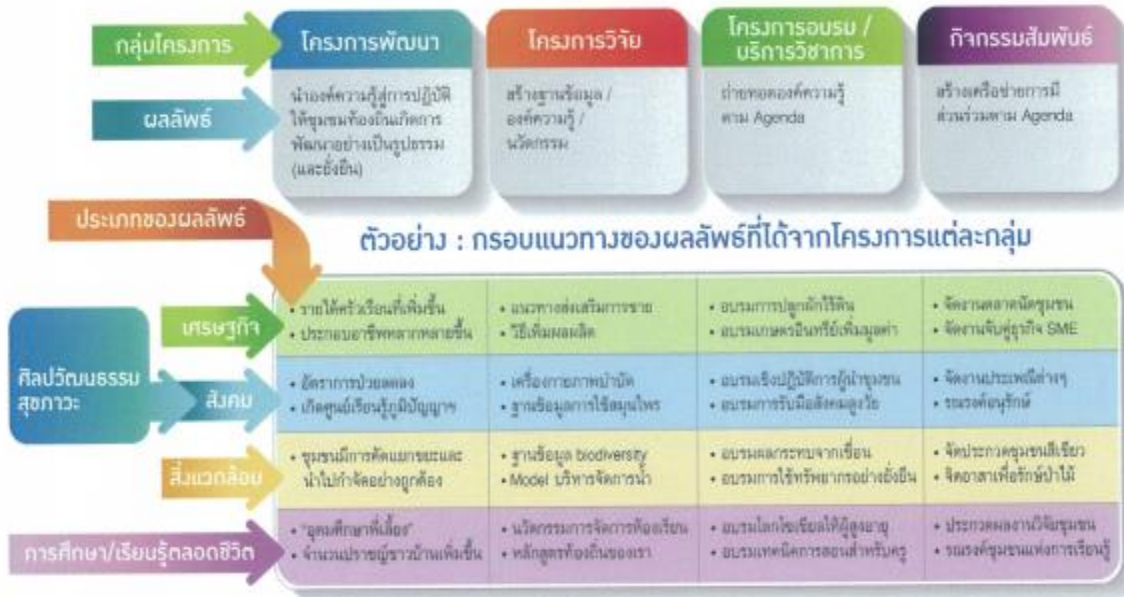 กลุ่มโครงการ
โครงการพัฒนา
โครงการวิจัย
โครงการอบรม /
บริการวิชาการ
กิจกรรมสัมพันธ์
ผลลัพธ์
นำองค์ความรู้สู่การปฏิบัติ
ให้ชุมชนท้องถิ่นเกิดการ
พัฒนาอย่างเป็นรูปธรรม
(และยั่งยืน)
สร้างฐานข้อมูล /
องค์ความรู้ /
นวัตกรรม
ถ่ายทอดองค์ความรู้
ตาม Agenda
สร้างเครือข่ายการมี
ส่วนร่วมตาม Agenda
ประเภทของผลลัพธ์
ตัวอย่าง : กรอบแนวทางของผลลัพธ์ที่ได้จากโครงการแต่ละกลุ่ม
ศิลปวัฒนธรรม
สุขภาวะ
เศรษฐกิจ
• รายได้ครัวเรือนที่เพิ่มขึ้น
• ประกอบอาชีพหลากหลายขึ้น
• แนวทางส่งเสริมการขาย
• วิธีเพิ่มผลผลิต
• อบรมการปลูกผักไร้ดิน
• อบรมเกษตรอินทรีย์เพิ่มมูลค่า
• จัดงานตลาดนัดชุมชน
• จัดงานจับคู่ธุรกิจ SME
สังคม
• อัตราการป่วยลดลง
• เกิดศูนย์เรียนรู้ภูมิปัญญาฯ
• เครื่องกายภาพบำบัด
• ฐานข้อมูลการใช้สมุนไพร
• อบรมเชิงปฏิบัติการผู้นำชุมชน
• อบรมการรับมือสังคมสูงวัย
• จัดงานประเพณีต่างๆ
• รณรงค์อนุรักษ์
สิ่งแวดล้อม
• ชุมชนมีการคัดแยกขยะและ
นำไปกำจัดอย่างถูกต้อง
• ฐานข้อมูล biodiversity
• Model บริหารจัดการน้ำ
• อบรมผลกระทบจากเขื่อน
• อบรมการใช้ทรัพยากรอย่างยั่งยืน
• จัดประกวดชุมชนสีเขียว
• จิตอาสาเพื่อรักษ์ป่าไม้
การศึกษา/เรียนรู้ตลอดชีวิต
• "อุดมศึกษาพี่เลี้ยง"
• จำนวนปราชญ์ชาวบ้านเพิ่มขึ้น
• นวัตกรรมการจัดการห้องเรียน
• หลักสูตรท้องถิ่นของเรา
• อบรมโลกโซเชียลให้ผู้สูงอายุ
• อบรมเทคนิคการสอนสำหรับครู
• ประกวดผลงานวิจัยชุมชน
• รณรงค์ชุมชนแห่งการเรียนรู้